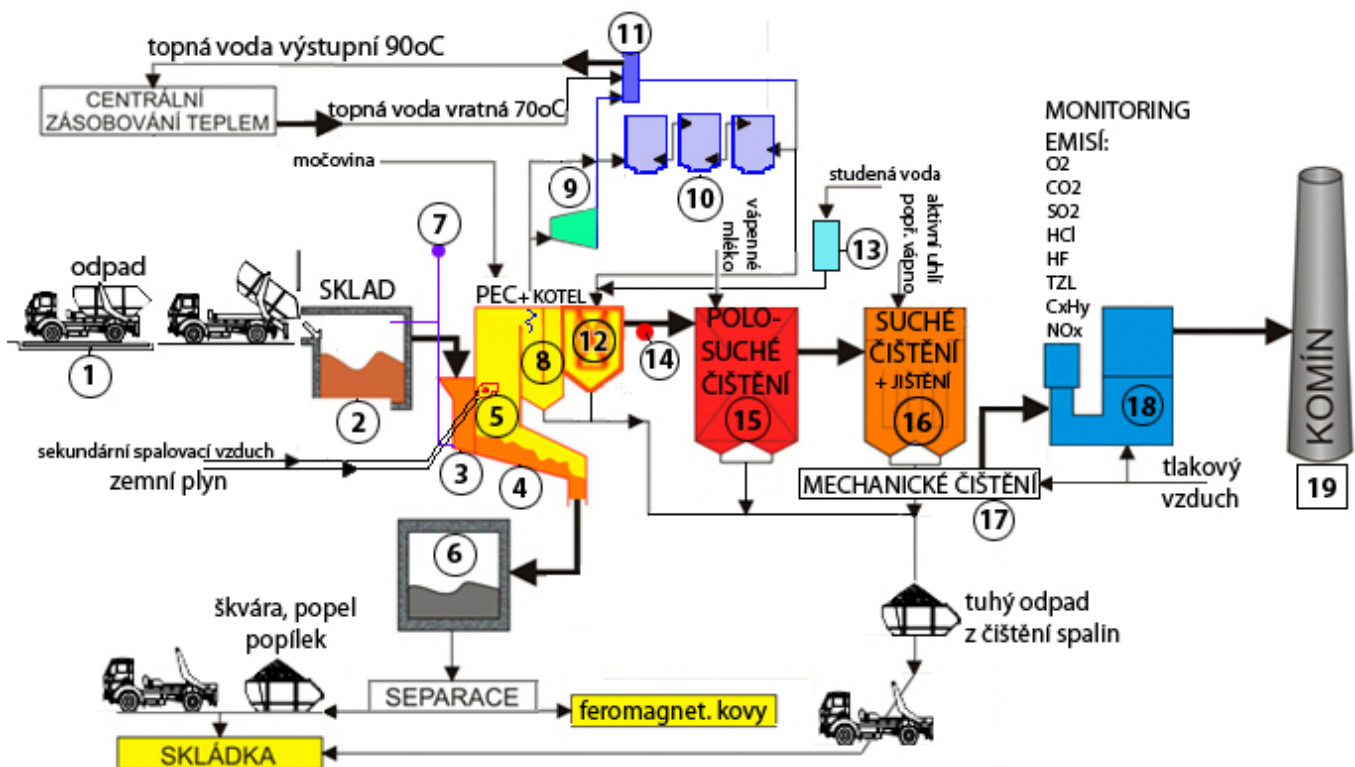 topná voda výstupní 90oC
11
CENTRÁLNÍ
ZÁSOBOVÁNÍ TEPLEM
topná voda vratná 70oC
MONITORING
EMISÍ:
O2
CO2
SO2
HCl
HF
TZL
CxHy
NOx
močovina
9
10
studená voda
aktivní uhlí
popř. vápno
vápenné
mléko
13
7
odpad
SKLAD
PEC+ KOTEL
1
2
8
12
14
5
POLO-
SUCHÉ
ČIŠTĚNÍ
15
SUCHÉ
ČIŠTĚNÍ
+ JIŠTĚNÍ
16
18
KOMÍN
19
sekundární spalovací vzduch
zemní plyn
3
4
MECHANICKÉ ČIŠTĚNÍ
17
tlakový
vzduch
6
škvára, popel
popílek
tuhý odpad
z čištění spalin
SEPARACE
feromagnet. kovy
SKLÁDKA